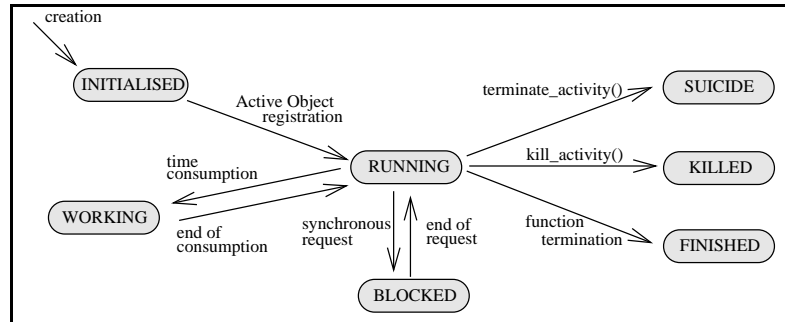 creation
INITIALISED
SUICIDE
terminate_activity()
Active Object
registration
RUNNING
kill_activity()
KILLED
time
consumption
WORKING
end of
consumption
synchronous
request
end of
request
function
termination
FINISHED
BLOCKED